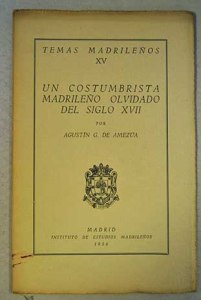 TEMAS MADRILEÑOS
XV
UN COSTUMBRISTA
MADRILEÑO OLVIDADO
DEL SIGLO XVII
POR
AGUSTÍN G. DE AMEZÚA
MADRID
INSTITUTO DE ESTUDIOS MADRILEÑOS
1956